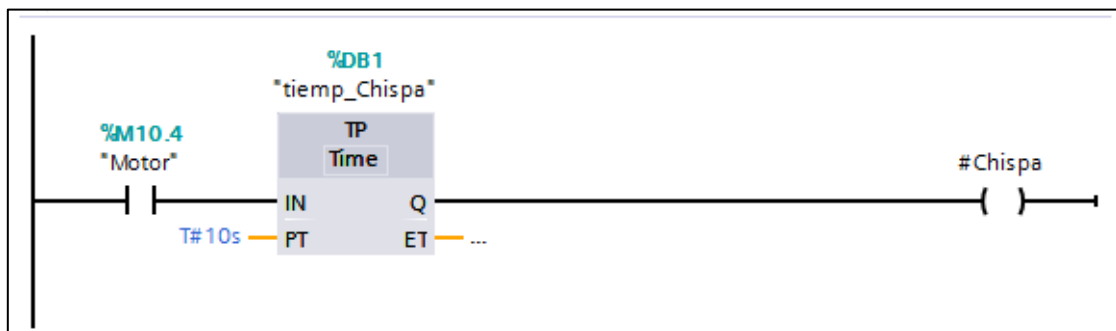 %DB1
"tiemp_Chispa"
%M10.4
"Motor"
TP
Time
#Chispa
IN Q
T#10s PT ET ...